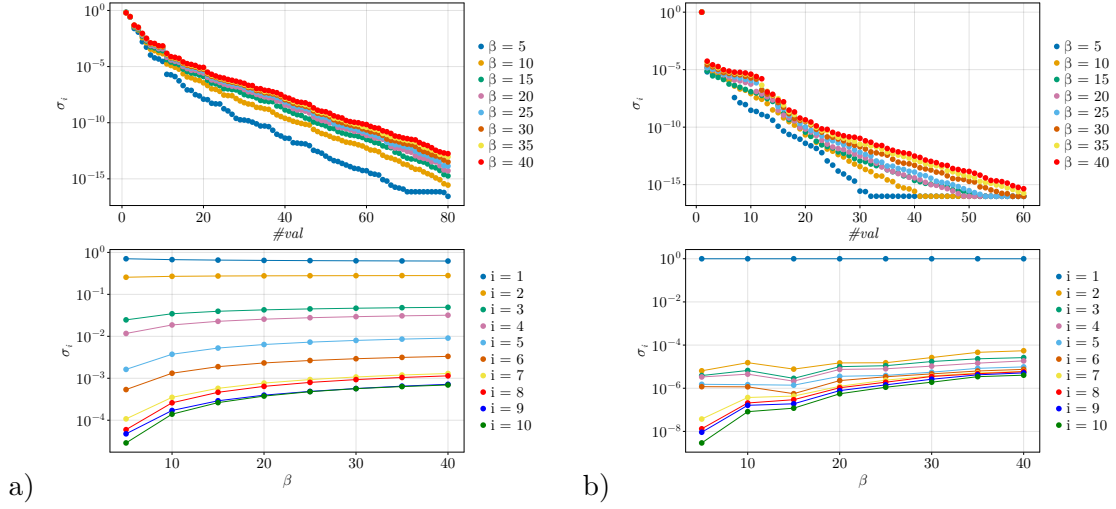 10^0
10^{-5}
10^{-10}
10^{-15}
σ_i
0 20 40 60 80
#val
β = 5
β = 10
β = 15
β = 20
β = 25
β = 30
β = 35
β = 40
10^0
10^{-1}
10^{-2}
10^{-3}
10^{-4}
σ_i
10 20 30 40
β
i = 1
i = 2
i = 3
i = 4
i = 5
i = 6
i = 7
i = 8
i = 9
i = 10
a)
10^0
10^{-5}
10^{-10}
10^{-15}
σ_i
0 10 20 30 40 50 60
#val
β = 5
β = 10
β = 15
β = 20
β = 25
β = 30
β = 35
β = 40
10^0
10^{-2}
10^{-4}
10^{-6}
10^{-8}
σ_i
10 20 30 40
β
i = 1
i = 2
i = 3
i = 4
i = 5
i = 6
i = 7
i = 8
i = 9
i = 10
b)